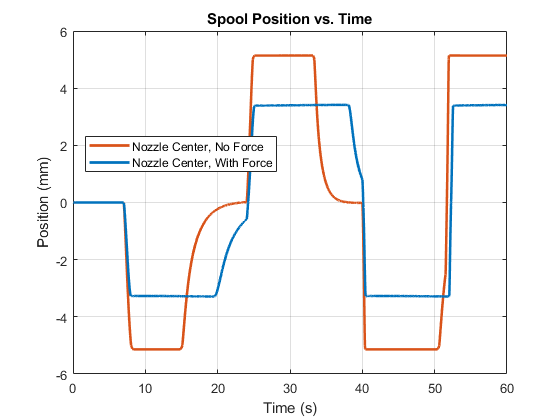 Spool Position vs. Time
6
4
2
0
-2
-4
-6
Position (mm)
Nozzle Center, No Force
Nozzle Center, With Force
0 10 20 30 40 50 60
Time (s)